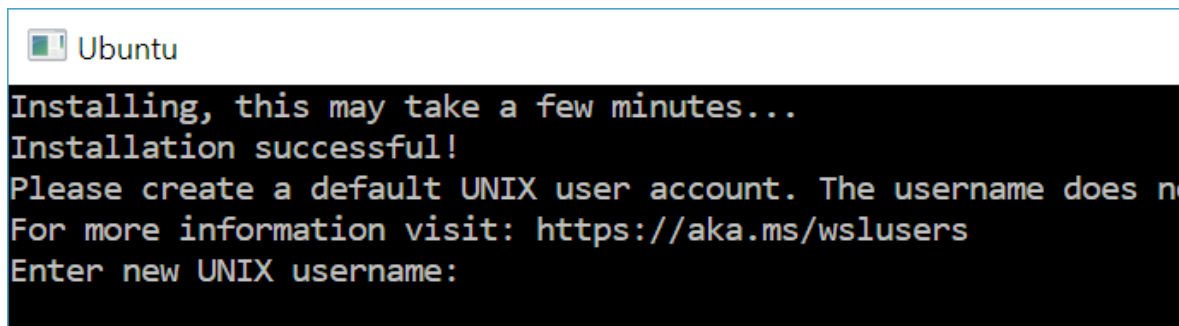 Ubuntu
Installing, this may take a few minutes...
Installation successful!
Please create a default UNIX user account. The username does
For more information visit: https://aka.ms/wslusers
Enter new UNIX username: